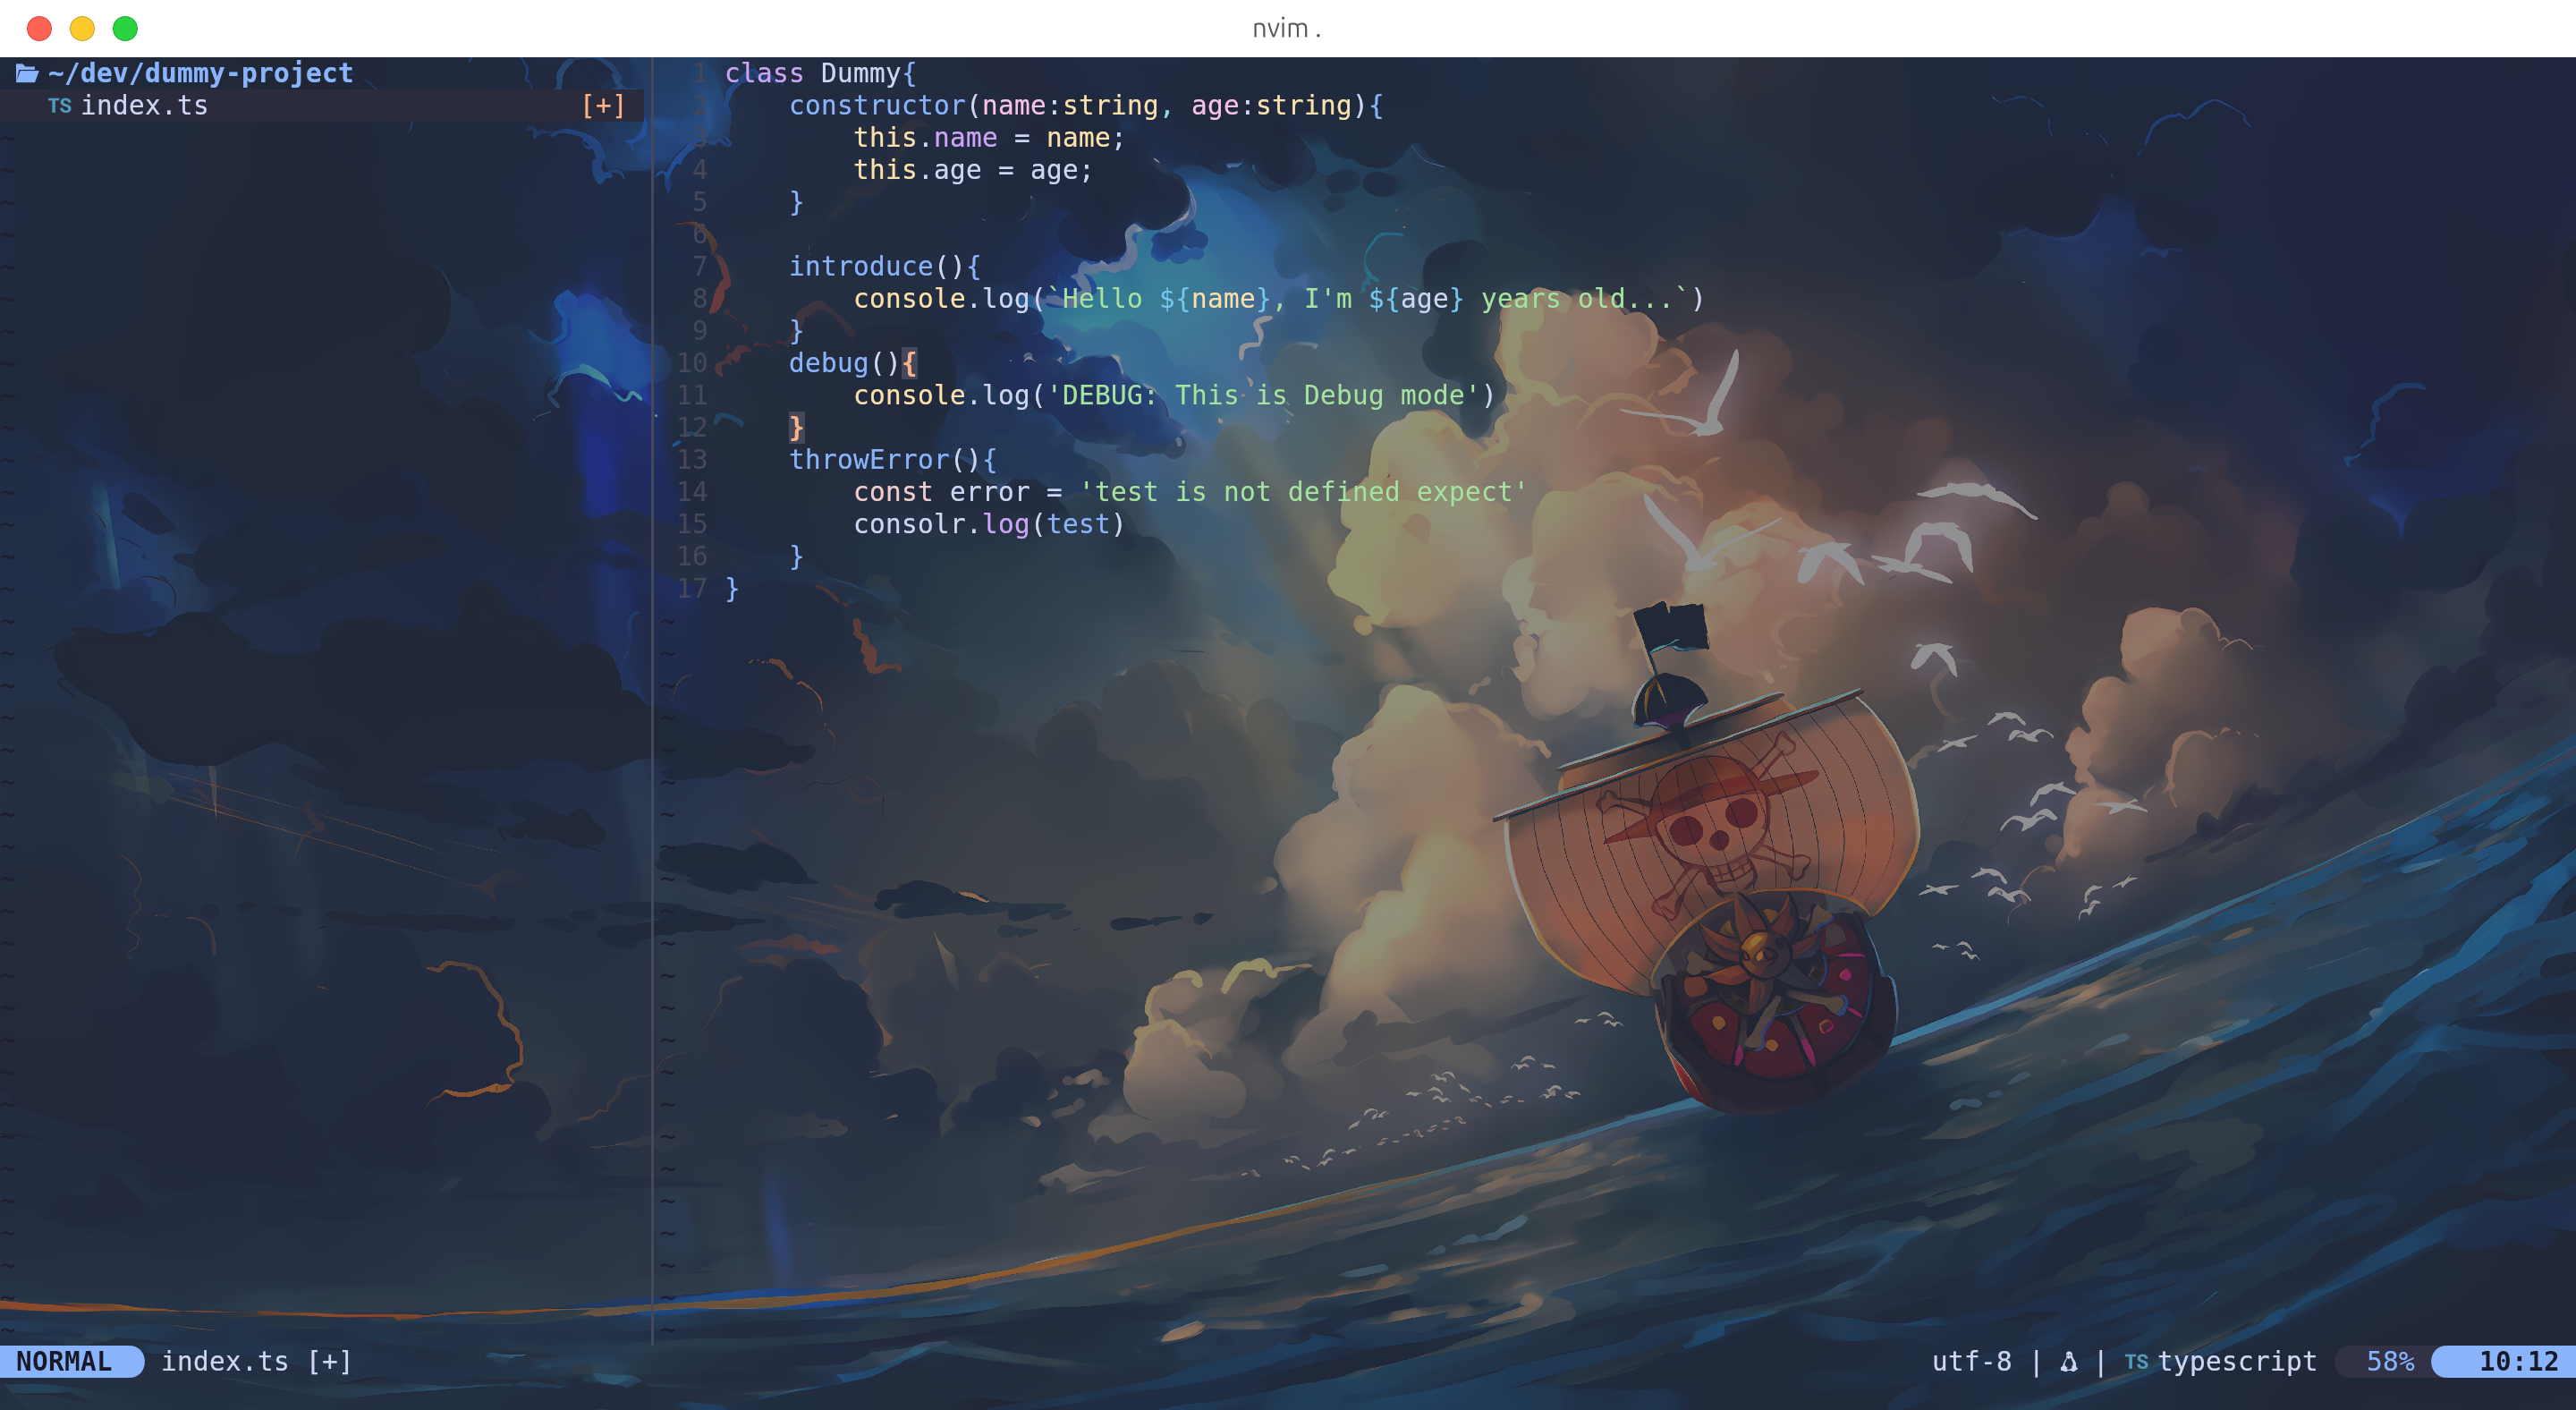 nvim .
~/dev/dummy-project
TS index.ts [+]
1 class Dummy{
2     constructor(name:string, age:string){
3         this.name = name;
4         this.age = age;
5     }
6
7     introduce(){
8         console.log(`Hello ${name}, I'm ${age} years old...`)
9     }
10     debug(){
11         console.log('DEBUG: This is Debug mode')
12     }
13     throwError(){
14         const error = 'test is not defined expect'
15         consolr.log(test)
16     }
17 }
NORMAL index.ts [+] utf-8 | | TS typescript 58% 10:12